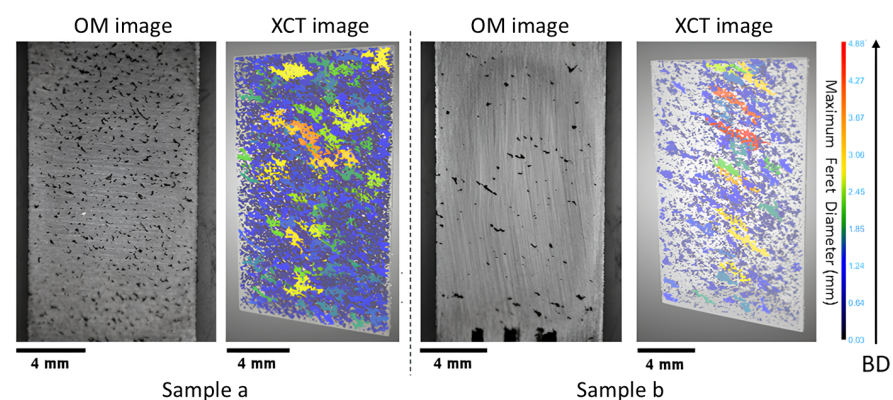 OM image
XCT image
OM image
XCT image
4.88
4.27
3.67
3.06
2.45
1.85
1.24
0.64
0.03
Maximum Feret Diameter (mm)
BD
4 mm
4 mm
4 mm
4 mm
Sample a
Sample b